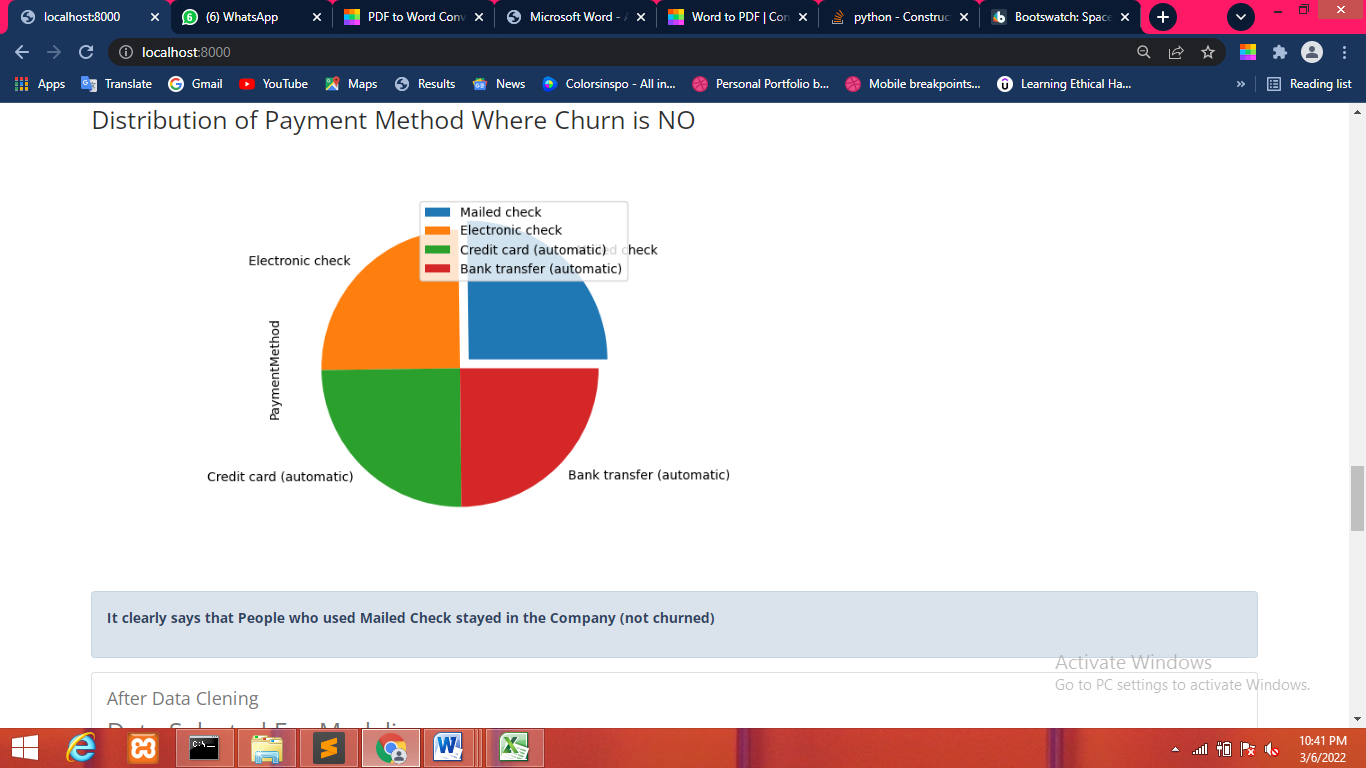 localhost:8000
(6) WhatsApp
PDF to Word Conv
Microsoft Word - A
Word to PDF | Con
python - Construc
Bootswatch: Space
localhost:8000
Apps
Translate
Gmail
YouTube
Maps
Results
News
Colorsinspo - All in...
Personal Portfolio b...
Mobile breakpoints...
Learning Ethical Ha...
»
Reading list
Distribution of Payment Method Where Churn is NO
Mailed check
Electronic check
Credit card (automatic)
Bank transfer (automatic)
Mailed check
Electronic check
PaymentMethod
Credit card (automatic)
Bank transfer (automatic)
It clearly says that People who used Mailed Check stayed in the Company (not churned)
Activate Windows
Go to PC settings to activate Windows.
After Data Clening
10:41 PM
3/6/2022